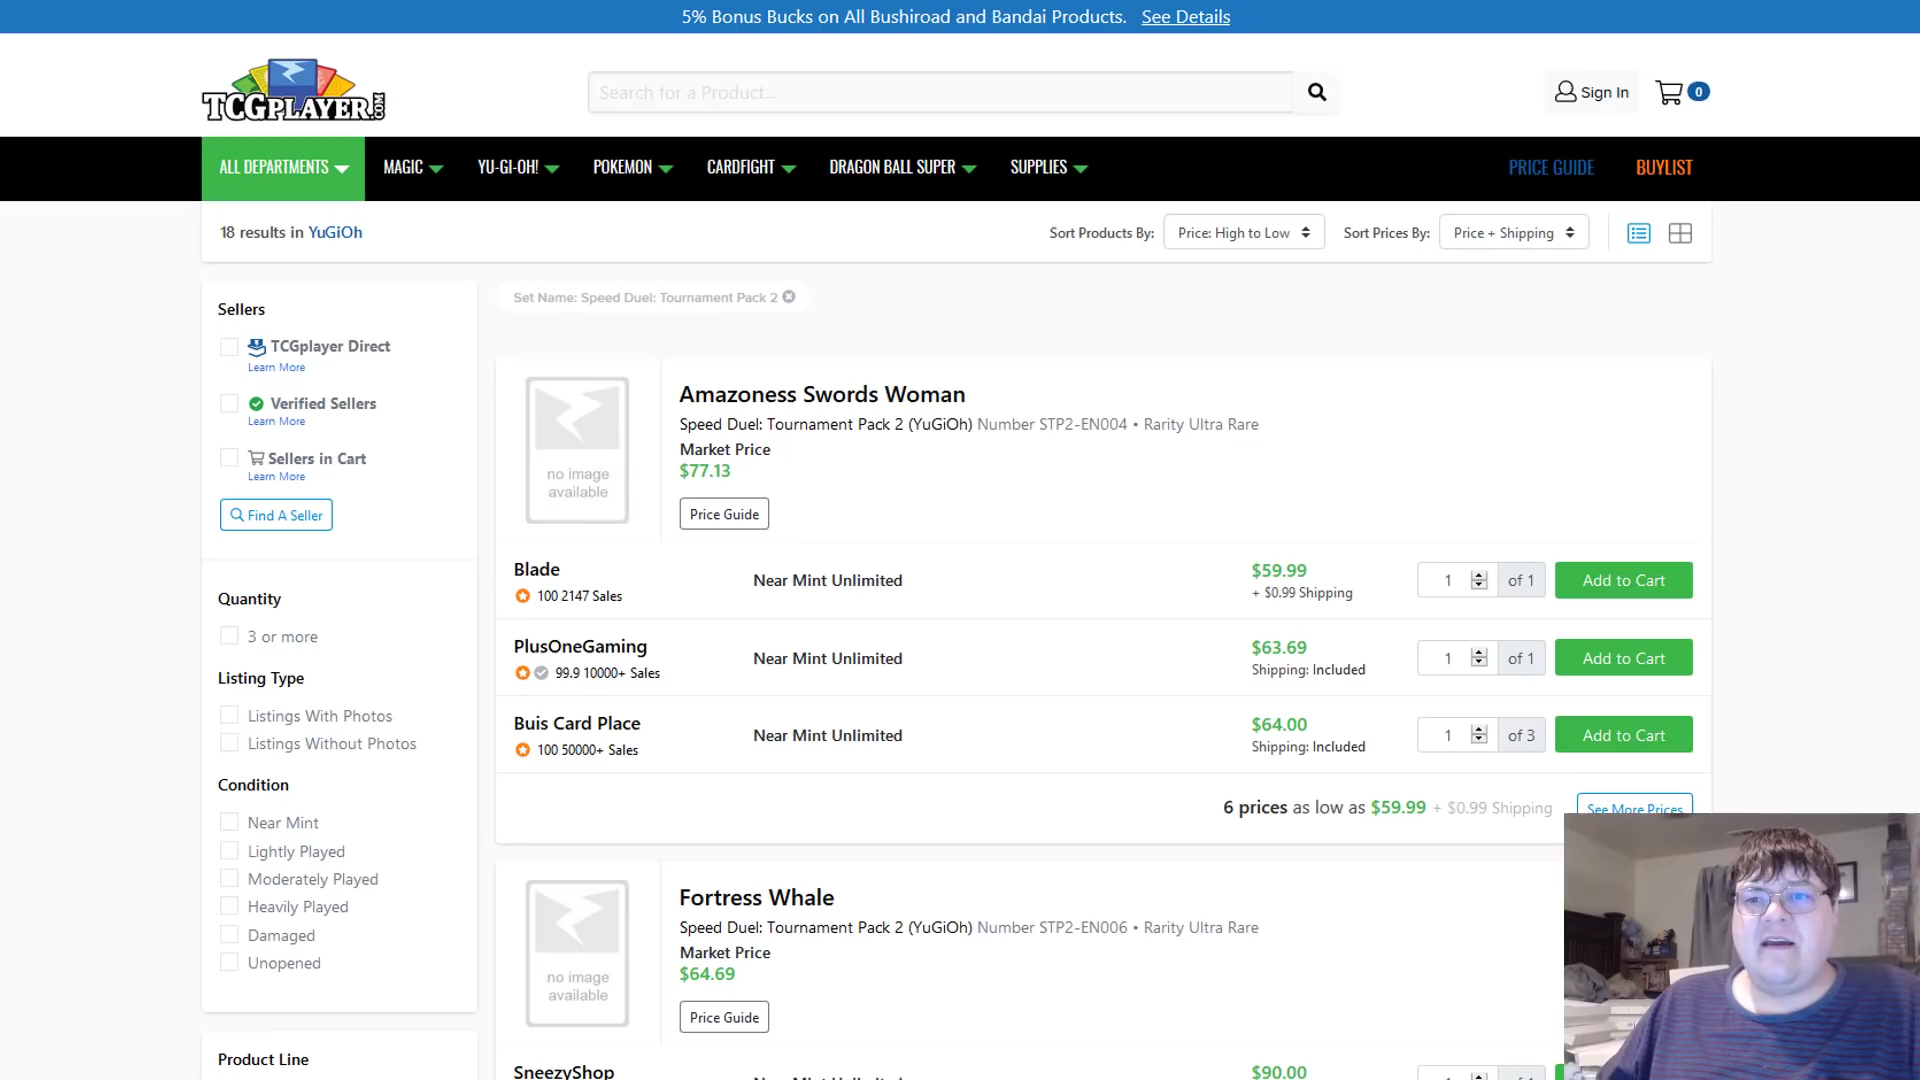 5% Bonus Bucks on All Bushiroad and Bandai Products. See Details
TCGPLAYER.COM
Search for a Product...
Sign In
0
ALL DEPARTMENTS
MAGIC
YU-GI-OH!
POKEMON
CARDFIGHT
DRAGON BALL SUPER
SUPPLIES
PRICE GUIDE
BUYLIST
18 results in YuGiOh
Sort Products By: Price: High to Low
Sort Prices By: Price + Shipping
Sellers
TCGplayer Direct
Learn More
Verified Sellers
Learn More
Sellers in Cart
Learn More
Find A Seller
Quantity
3 or more
Listing Type
Listings With Photos
Listings Without Photos
Condition
Near Mint
Lightly Played
Moderately Played
Heavily Played
Damaged
Unopened
Product Line
Set Name: Speed Duel: Tournament Pack 2
no image
available
Amazoness Swords Woman
Speed Duel: Tournament Pack 2 (YuGiOh) Number STP2-EN004 • Rarity Ultra Rare
Market Price
$77.13
Price Guide
Blade
100 2147 Sales
Near Mint Unlimited
$59.99
+ $0.99 Shipping
1 of 1
Add to Cart
PlusOneGaming
99.9 10000+ Sales
Near Mint Unlimited
$63.69
Shipping: Included
1 of 1
Add to Cart
Buis Card Place
100 50000+ Sales
Near Mint Unlimited
$64.00
Shipping: Included
1 of 3
Add to Cart
6 prices as low as $59.99 + $0.99 Shipping
See More Prices
no image
available
Fortress Whale
Speed Duel: Tournament Pack 2 (YuGiOh) Number STP2-EN006 • Rarity Ultra Rare
Market Price
$64.69
Price Guide
SneezyShop
$90.00